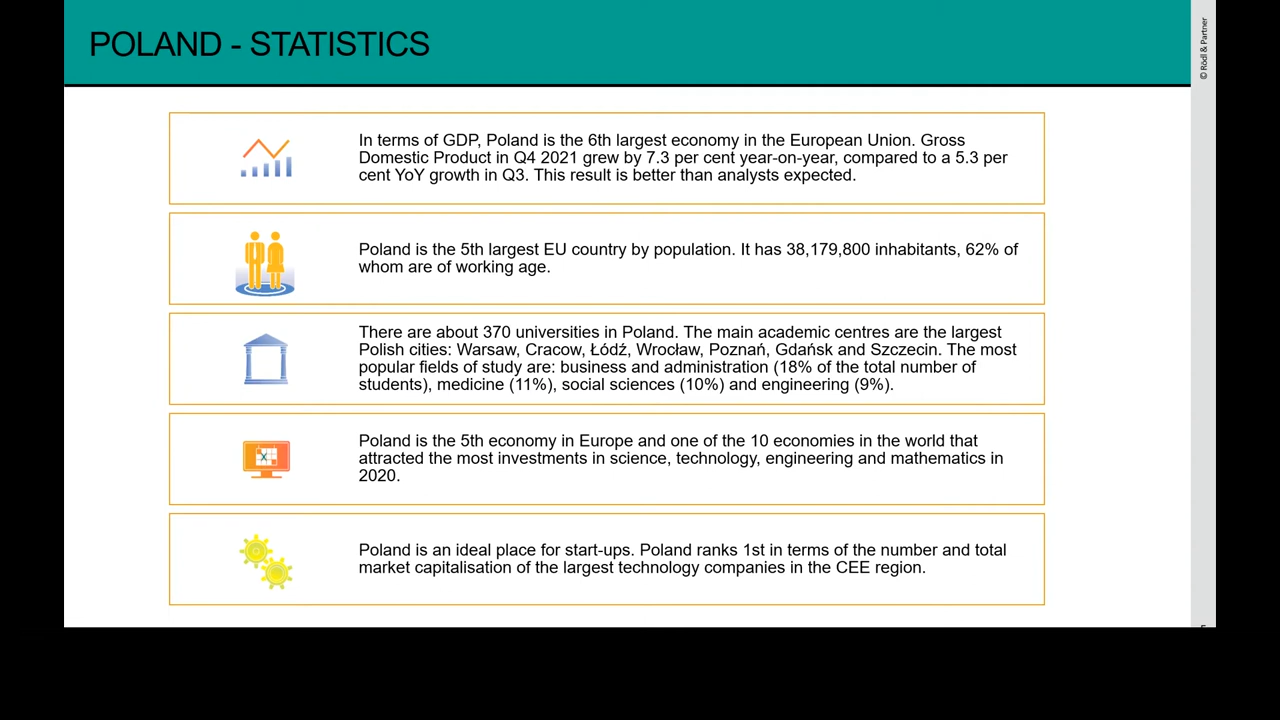 POLAND - STATISTICS
© Rödl & Partner
In terms of GDP, Poland is the 6th largest economy in the European Union. Gross
Domestic Product in Q4 2021 grew by 7.3 per cent year-on-year, compared to a 5.3 per
cent YoY growth in Q3. This result is better than analysts expected.
Poland is the 5th largest EU country by population. It has 38,179,800 inhabitants, 62% of
whom are of working age.
There are about 370 universities in Poland. The main academic centres are the largest
Polish cities: Warsaw, Cracow, Łódź, Wrocław, Poznań, Gdańsk and Szczecin. The most
popular fields of study are: business and administration (18% of the total number of
students), medicine (11%), social sciences (10%) and engineering (9%).
Poland is the 5th economy in Europe and one of the 10 economies in the world that
attracted the most investments in science, technology, engineering and mathematics in
2020.
Poland is an ideal place for start-ups. Poland ranks 1st in terms of the number and total
market capitalisation of the largest technology companies in the CEE region.